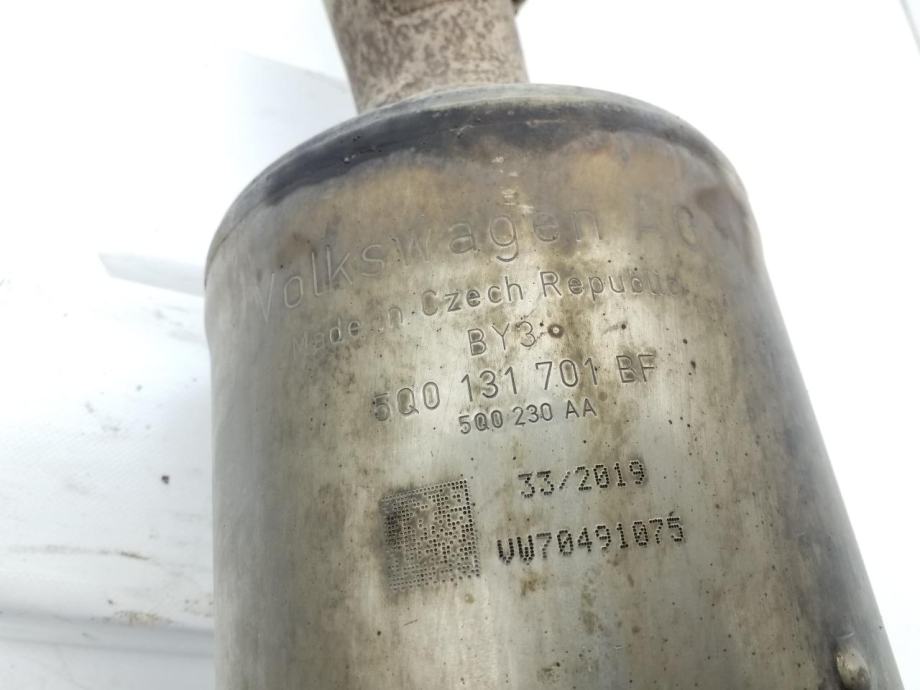 Volkswagen AG
Made in Czech Republic
BY3
5Q0 131 701 BF
5Q0 230 AA
33/2019
VW70491075